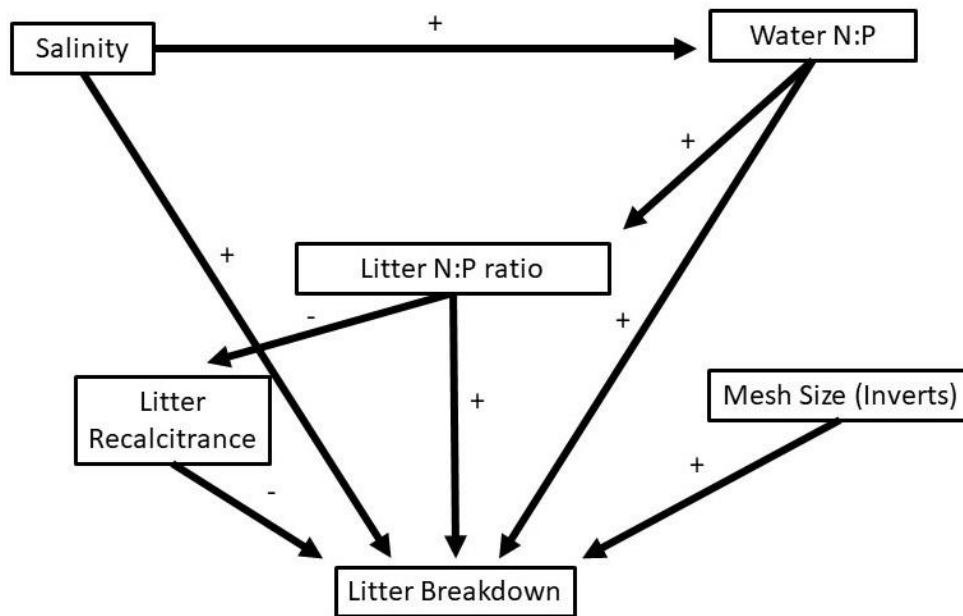 +
Salinity
Water N:P
+
+
Litter N:P ratio
-
+
Litter
Recalcitrance
+
Mesh Size (Inverts)
+
-
Litter Breakdown